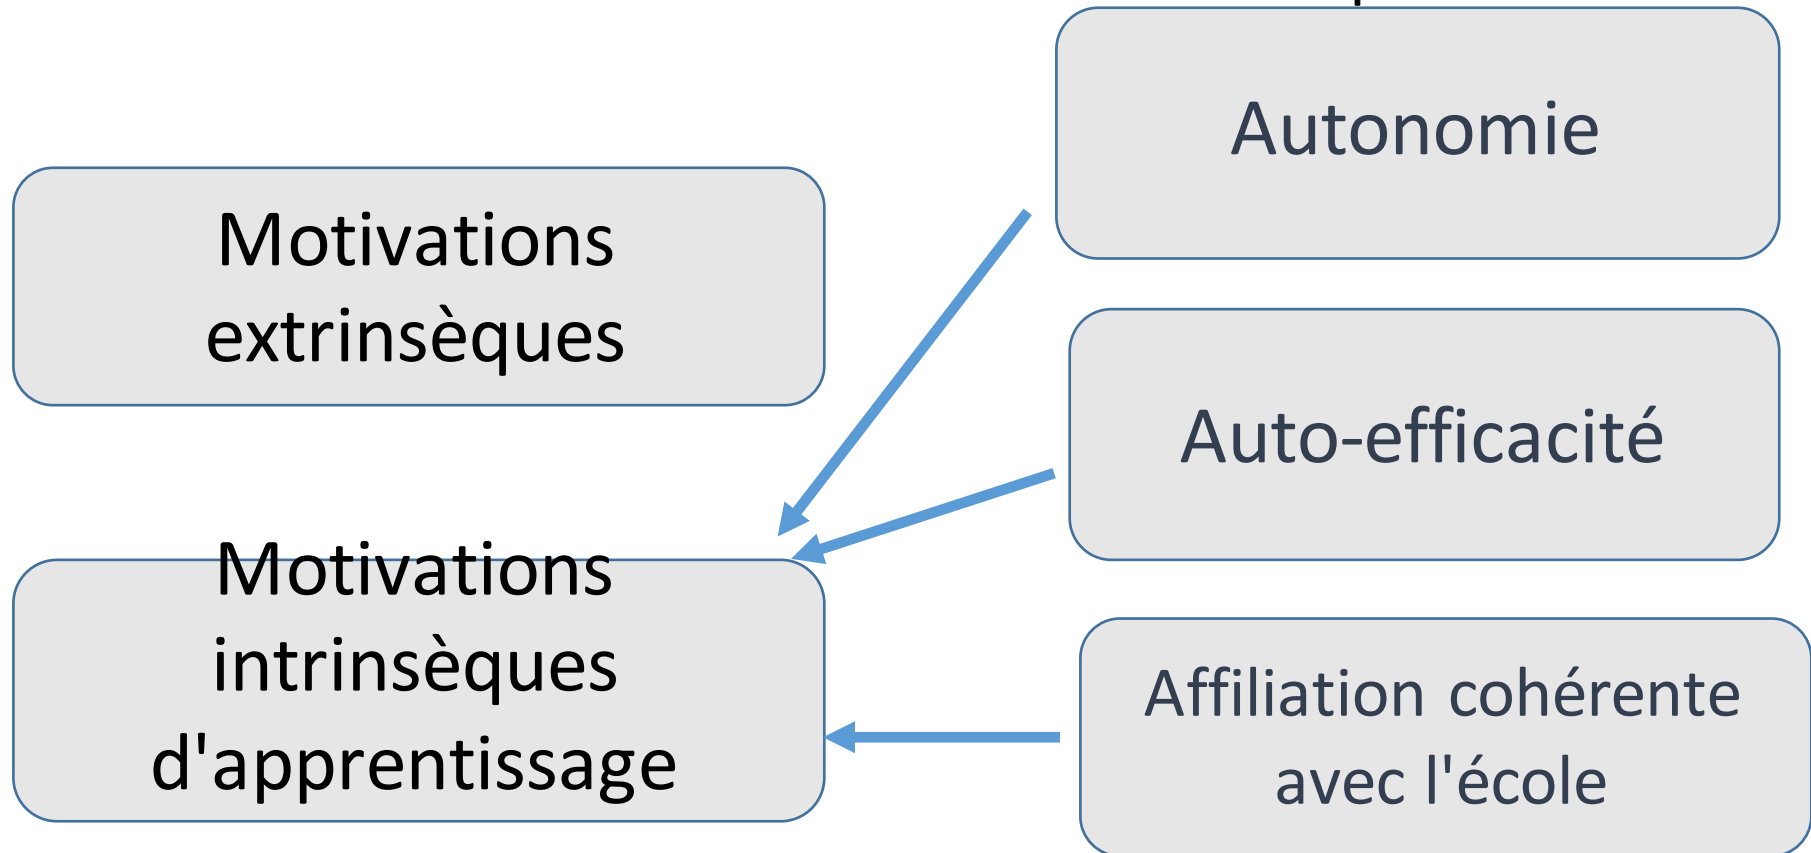 Motivations
extrinsèques
Motivations
intrinsèques
d'apprentissage
Autonomie
Auto-efficacité
Affiliation cohérente
avec l'école